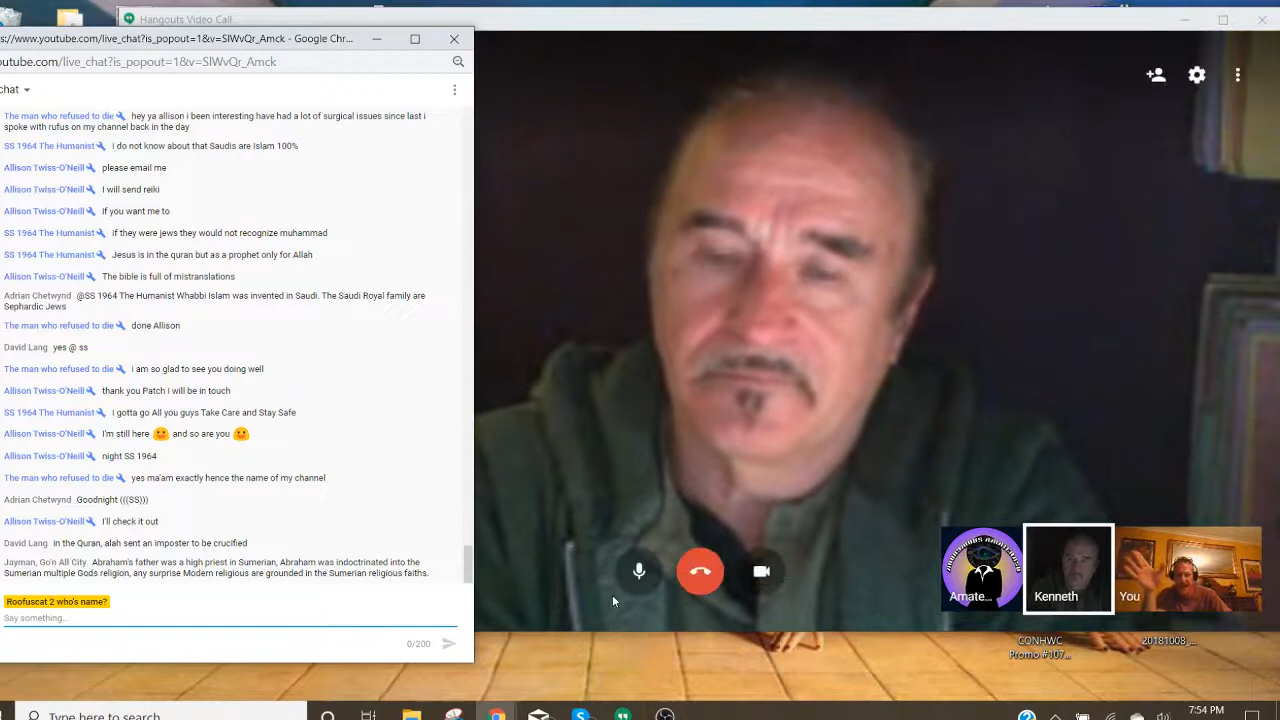 Hangouts Video Call
s://www.youtube.com/live_chat?is_popout=1&v=SlWvQr_Amck - Google Chr...
outube.com/live_chat?is_popout=1&v=SlWvQr_Amck
chat
The man who refused to die hey ya allison i been interesting have had a lot of surgical issues since last i
spoke with rufus on my channel back in the day
SS 1964 The Humanist I do not know about that Saudis are Islam 100%
Allison Twiss-O'Neill please email me
Allison Twiss-O'Neill I will send reiki
Allison Twiss-O'Neill If you want me to
SS 1964 The Humanist If they were jews they would not recognize muhammad
SS 1964 The Humanist Jesus is in the quran but as a prophet only for Allah
Allison Twiss-O'Neill The bible is full of mistranslations
Adrian Chetwynd @SS 1964 The Humanist Whabbi Islam was invented in Saudi. The Saudi Royal family are
Sephardic Jews
The man who refused to die done Allison
David Lang yes @ ss
The man who refused to die i am so glad to see you doing well
Allison Twiss-O'Neill thank you Patch I will be in touch
SS 1964 The Humanist I gotta go All you guys Take Care and Stay Safe
Allison Twiss-O'Neill I'm still here and so are you
Allison Twiss-O'Neill night SS 1964
The man who refused to die yes ma'am exactly hence the name of my channel
Adrian Chetwynd Goodnight (((SS)))
Allison Twiss-O'Neill I'll check it out
David Lang in the Quran, alah sent an imposter to be crucified
Jayman, Go'n All City Abraham's father was a high priest in Sumerian, Abraham was indoctrinated into the
Sumerian multiple Gods religion, any surprise Modern religious are grounded in the Sumerian religious faiths.
Roofuscat 2 who's name?
Say something...
0/200
Amate...
Kenneth
You
CONHWC
Promo #107...
20181008_...
Type here to search
7:54 PM